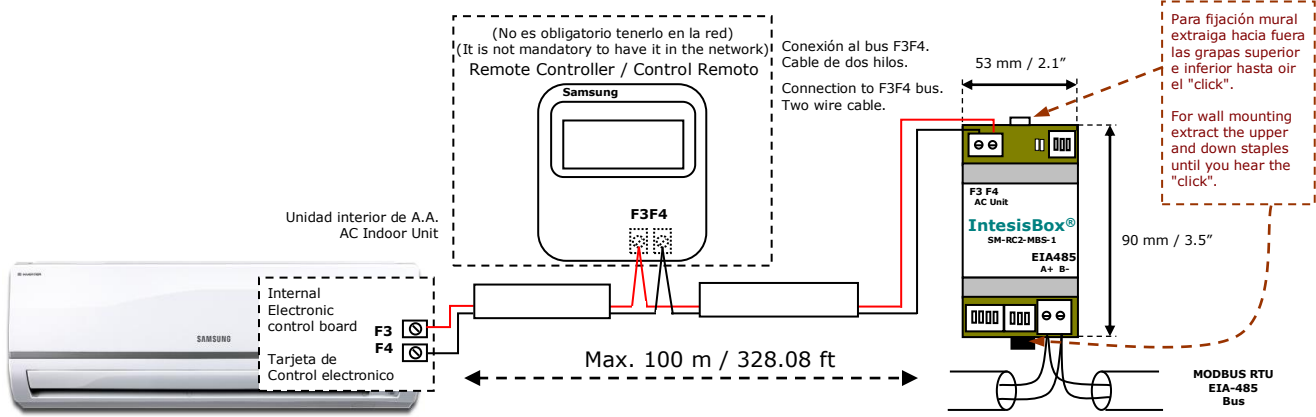 (No es obligatorio tenerlo en la red)
(It is not mandatory to have it in the network)
Remote Controller / Control Remoto
Samsung
F3F4
Conexión al bus F3F4.
Cable de dos hilos.
Connection to F3F4 bus.
Two wire cable.
53 mm / 2.1”
Para fijación mural
extraiga hacia fuera
las grapas superior
e inferior hasta oir
el "click".
For wall mounting
extract the upper
and down staples
until you hear the
"click".
F3 F4
AC Unit
IntesisBox®
SM-RC2-MBS-1
EIA485
A+ B-
90 mm / 3.5”
Unidad interior de A.A.
AC Indoor Unit
Internal
Electronic
control board
F3
F4
Tarjeta de
Control electronico
SAMSUNG
Max. 100 m / 328.08 ft
MODBUS RTU
EIA-485
Bus